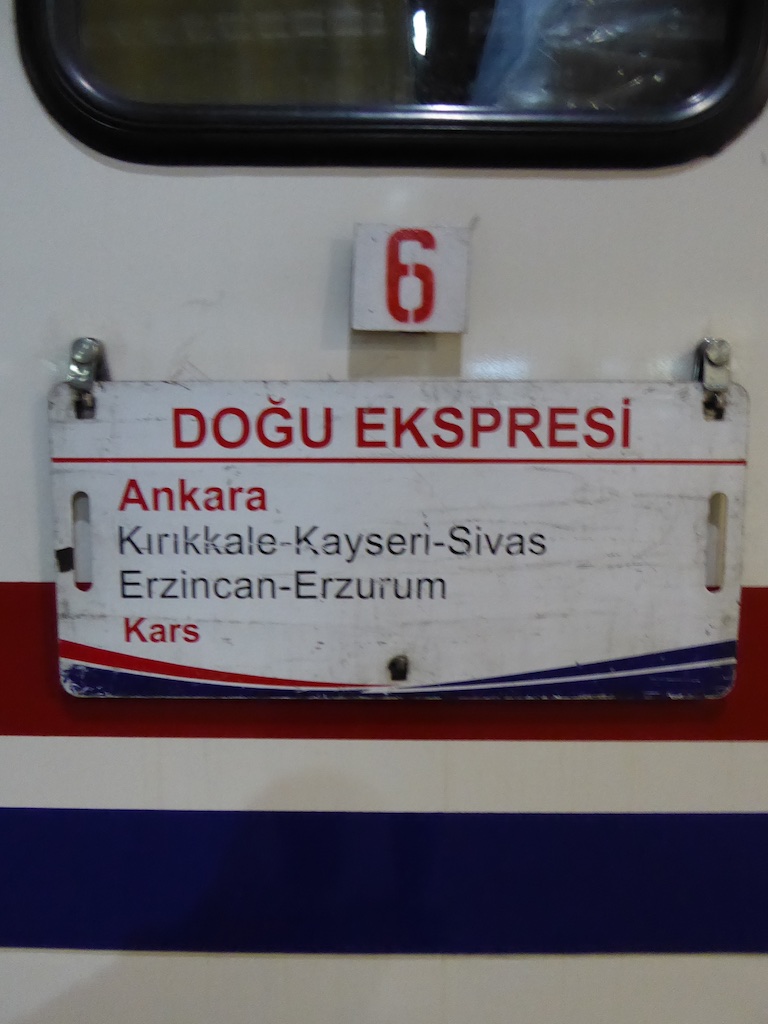 6
DOĞU EKSPRESİ
Ankara
Kırıkkale-Kayseri-Sivas
Erzincan-Erzurum
Kars